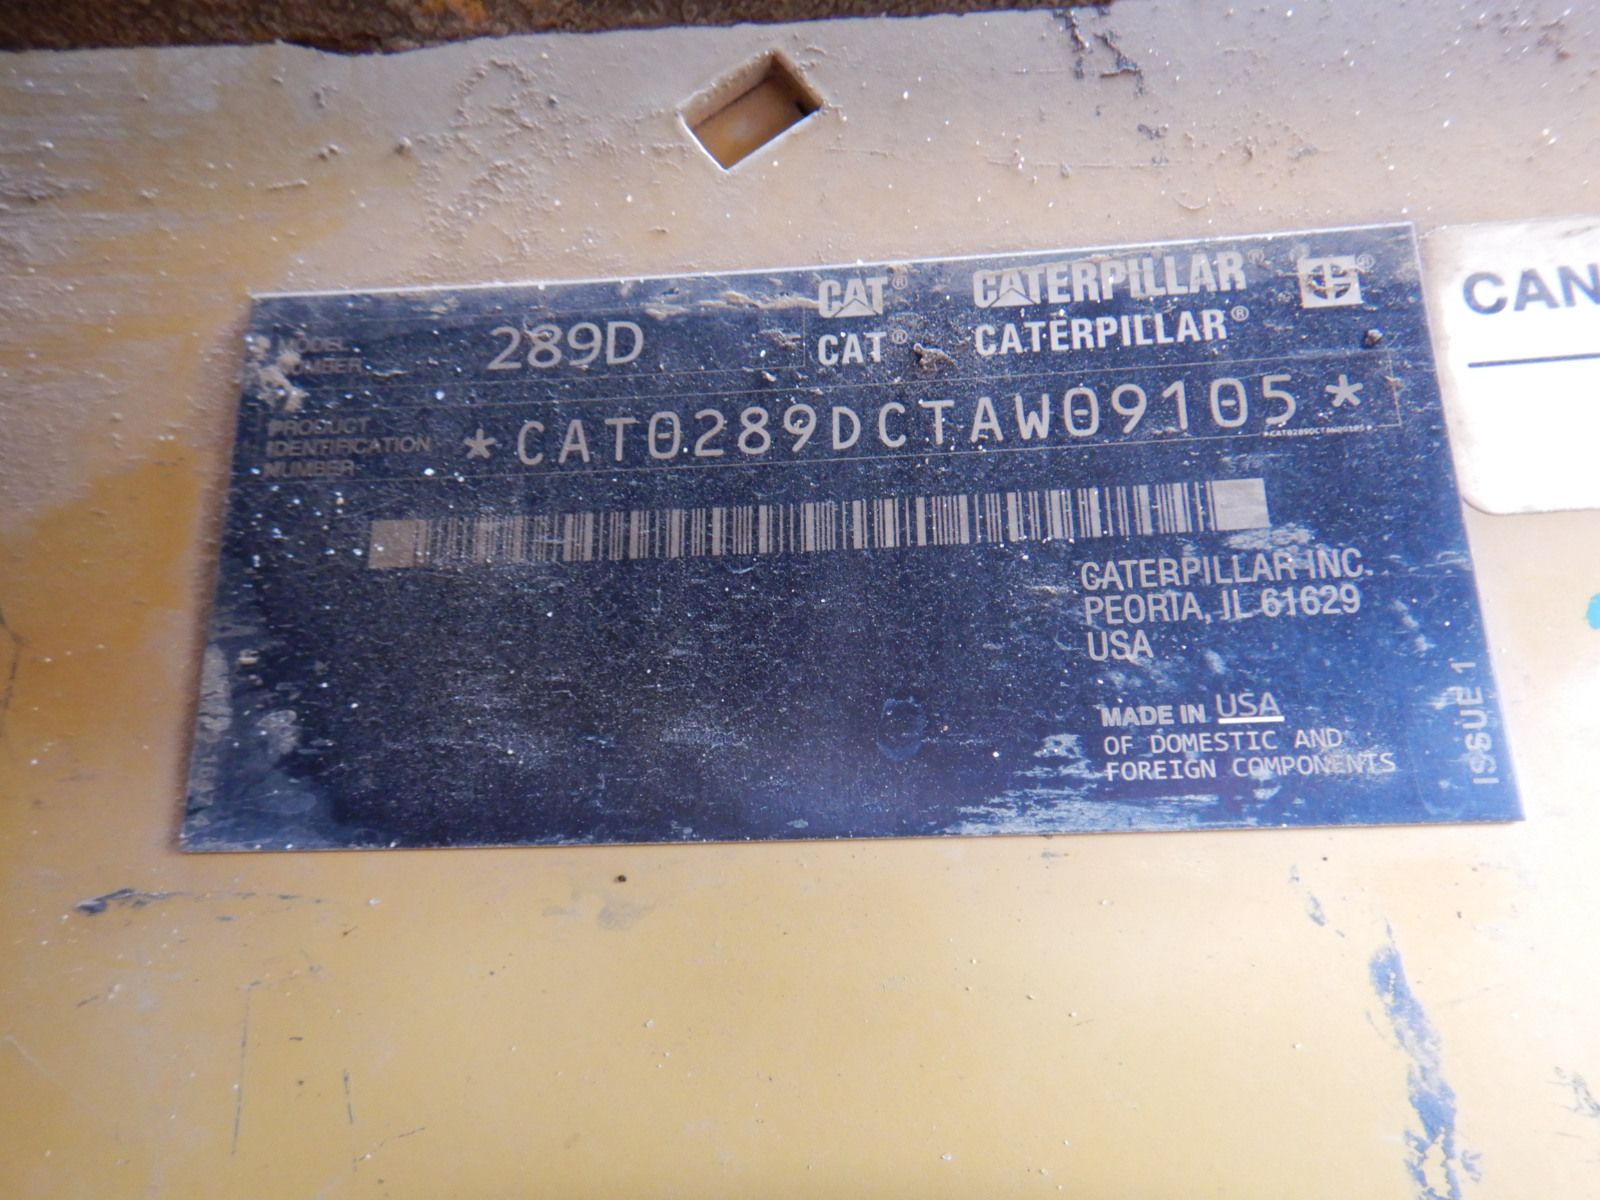 CAT® CATERPILLAR®
MODEL NUMBER 289D CAT® CATERPILLAR®
PRODUCT IDENTIFICATION NUMBER *CAT0289DCTAW09105*
*CAT0289DCTAW09105*
CATERPILLAR INC.
PEORIA, IL 61629
USA
MADE IN USA
OF DOMESTIC AND
FOREIGN COMPONENTS
ISSUE 1
CAN